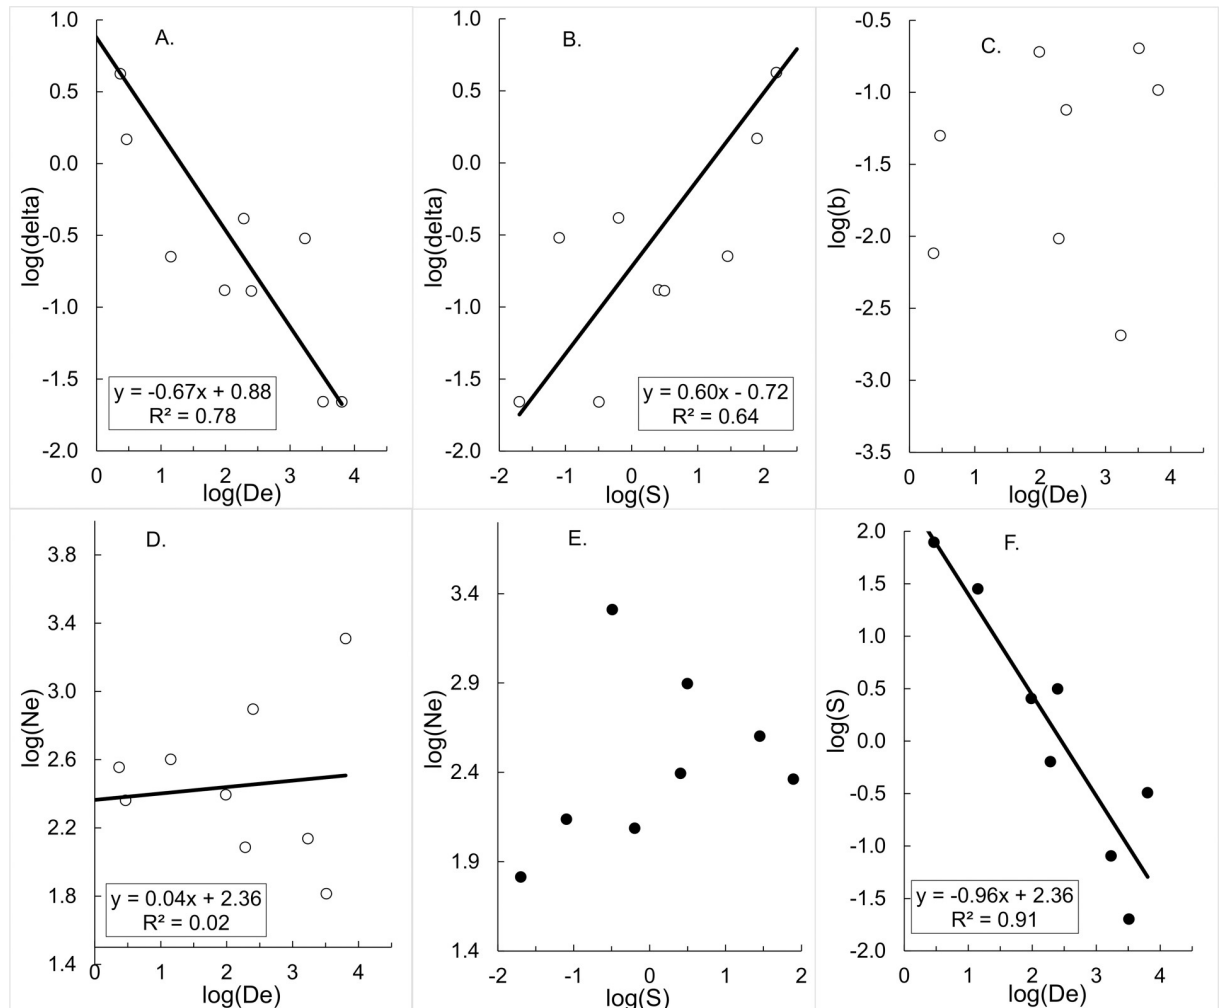 A.
1.0
0.5
0.0
-0.5
-1.0
-1.5
-2.0
log(delta)
y = -0.67x + 0.88
R² = 0.78
0 1 2 3 4
log(De)
B.
1.0
0.5
0.0
-0.5
-1.0
-1.5
-2.0
log(delta)
y = 0.60x - 0.72
R² = 0.64
-2 -1 0 1 2
log(S)
C.
-0.5
-1.0
-1.5
-2.0
-2.5
-3.0
-3.5
log(b)
0 1 2 3 4
log(De)
D.
3.8
3.4
3.0
2.6
2.2
1.8
1.4
log(Ne)
y = 0.04x + 2.36
R² = 0.02
0 1 2 3 4
log(De)
E.
3.4
2.9
2.4
1.9
1.4
log(Ne)
-2 -1 0 1 2
log(S)
F.
2.0
1.5
1.0
0.5
0.0
-0.5
-1.0
-1.5
-2.0
log(S)
y = -0.96x + 2.36
R² = 0.91
0 1 2 3 4
log(De)